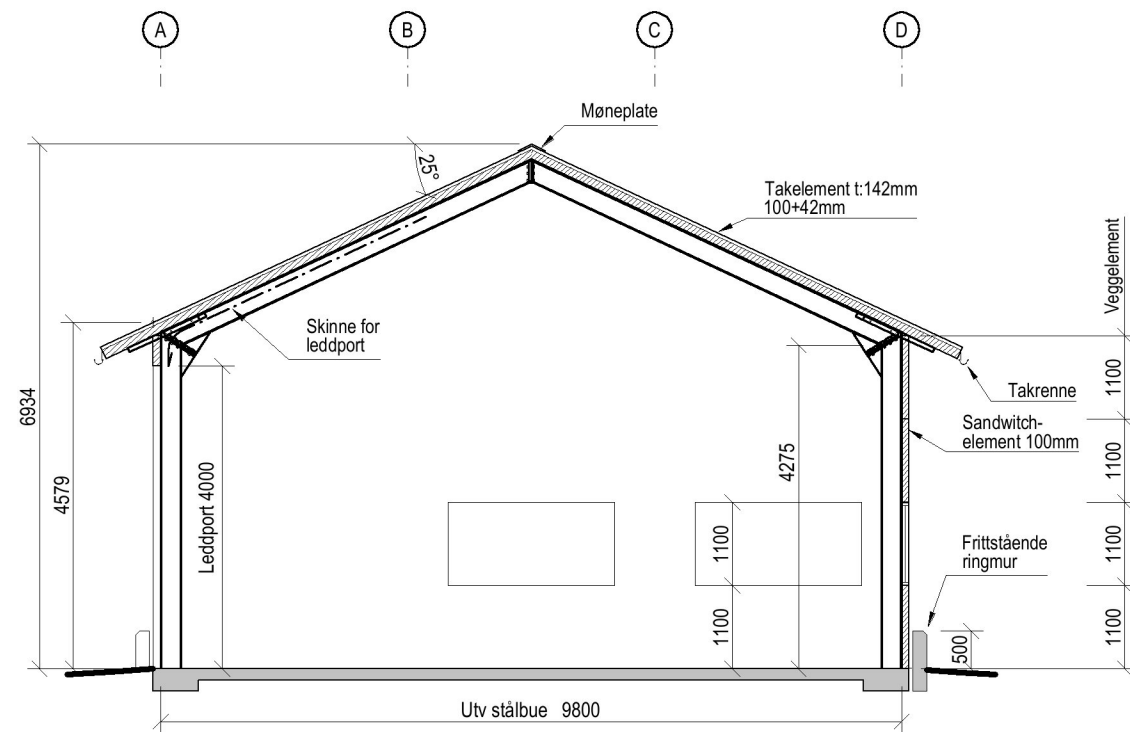 A
B
C
D
Møneplate
25°
Takelement t:142mm
100+42mm
Veggelement
Skinne for
leddport
Takrenne
1100
Sandwitch-
element 100mm
1100
6934
4579
Leddport 4000
4275
1100
1100
Frittstående
ringmur
1100
1100
500
1100
Utv stålbue 9800